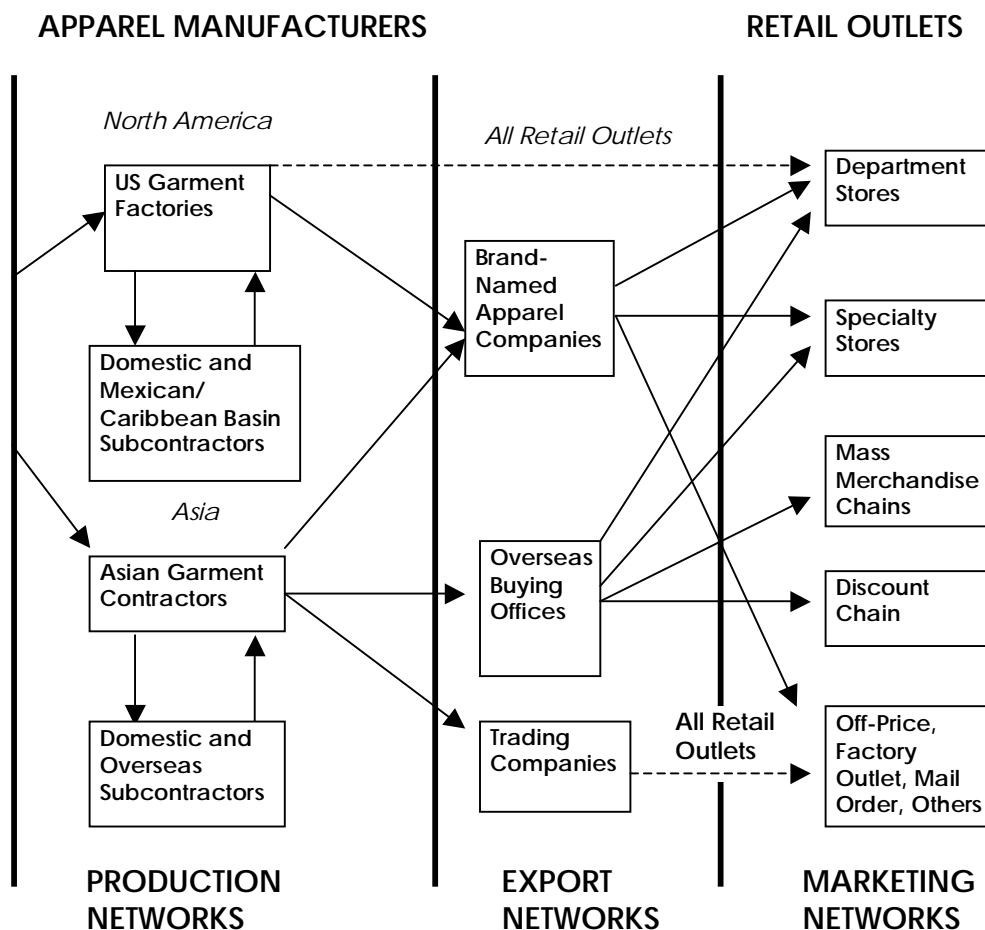 APPAREL MANUFACTURERS
RETAIL OUTLETS
North America
All Retail Outlets
US Garment
Factories
Domestic and
Mexican/
Caribbean Basin
Subcontractors
Asia
Asian Garment
Contractors
Domestic and
Overseas
Subcontractors
Brand-
Named
Apparel
Companies
Overseas
Buying
Offices
Trading
Companies
All Retail
Outlets
Department
Stores
Specialty
Stores
Mass
Merchandise
Chains
Discount
Chain
Off-Price,
Factory
Outlet, Mail
Order, Others
PRODUCTION
NETWORKS
EXPORT
NETWORKS
MARKETING
NETWORKS